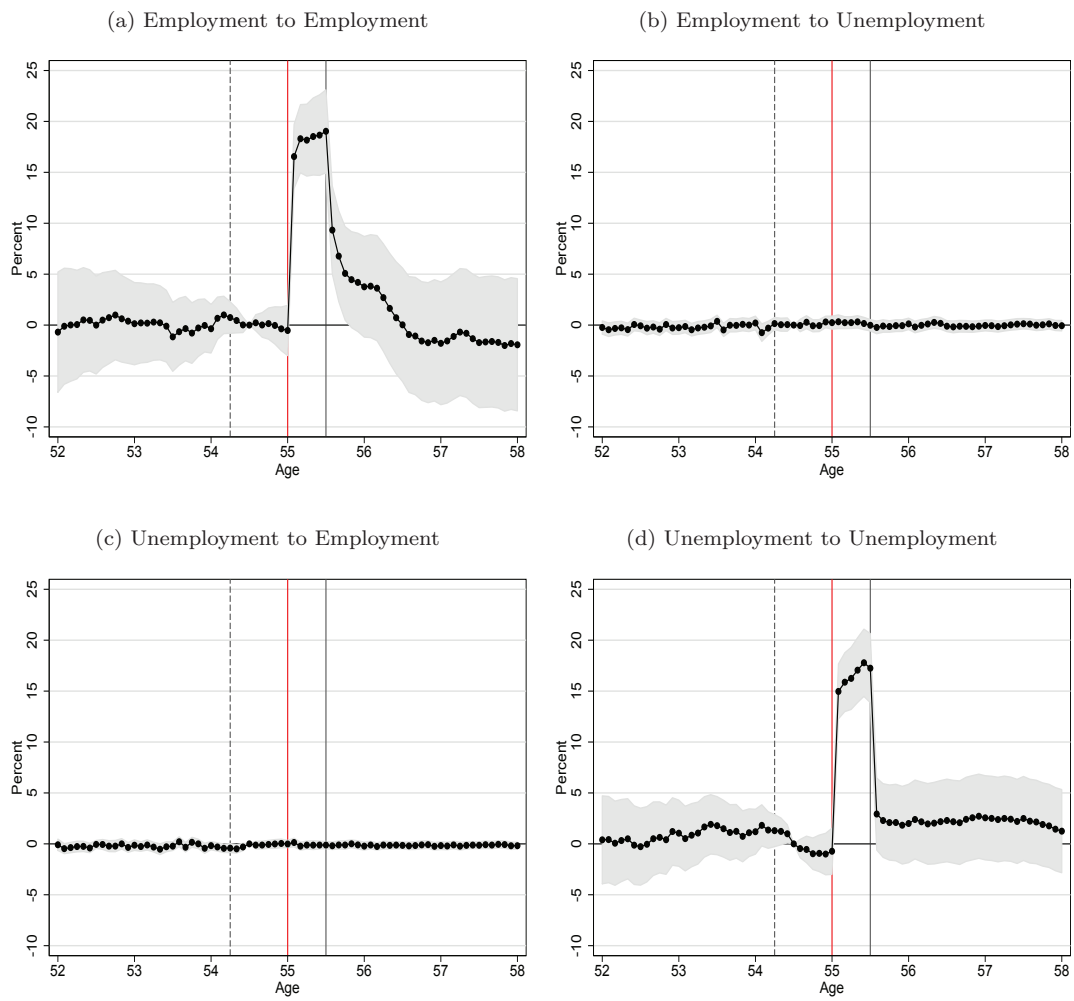 (a) Employment to Employment
(b) Employment to Unemployment
25
20
15
10
5
0
-5
-10
Percent
52 53 54 55 56 57 58
Age
25
20
15
10
5
0
-5
-10
Percent
52 53 54 55 56 57 58
Age
(c) Unemployment to Employment
(d) Unemployment to Unemployment
25
20
15
10
5
0
-5
-10
Percent
52 53 54 55 56 57 58
Age
25
20
15
10
5
0
-5
-10
Percent
52 53 54 55 56 57 58
Age